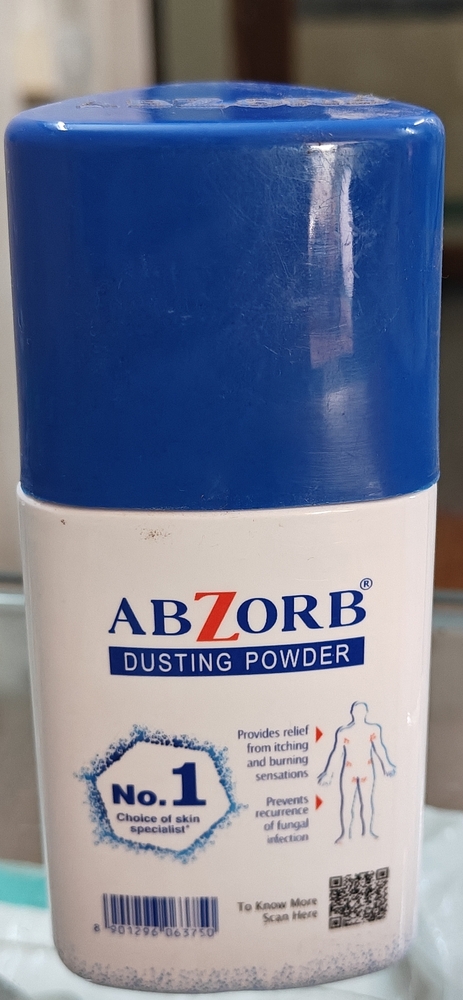 ABZORB®
DUSTING POWDER
Provides relief
from itching
and burning
sensations
Prevents
recurrence
of fungal
infection
No.1
Choice of skin
specialist*
8 901296 063750
To Know More
Scan Here